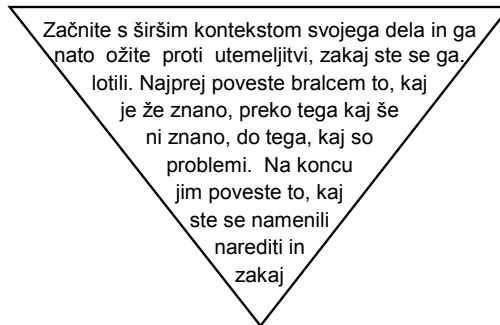 Začnite s širšim kontekstom svojega dela in ga
nato ožite proti utemeljitvi, zakaj ste se ga.
lotili. Najprej poveste bralcem to, kaj
je že znano, preko tega kaj še
ni znano, do tega, kaj so
problemi. Na koncu
jim poveste to, kaj
ste se namenili
narediti in
zakaj